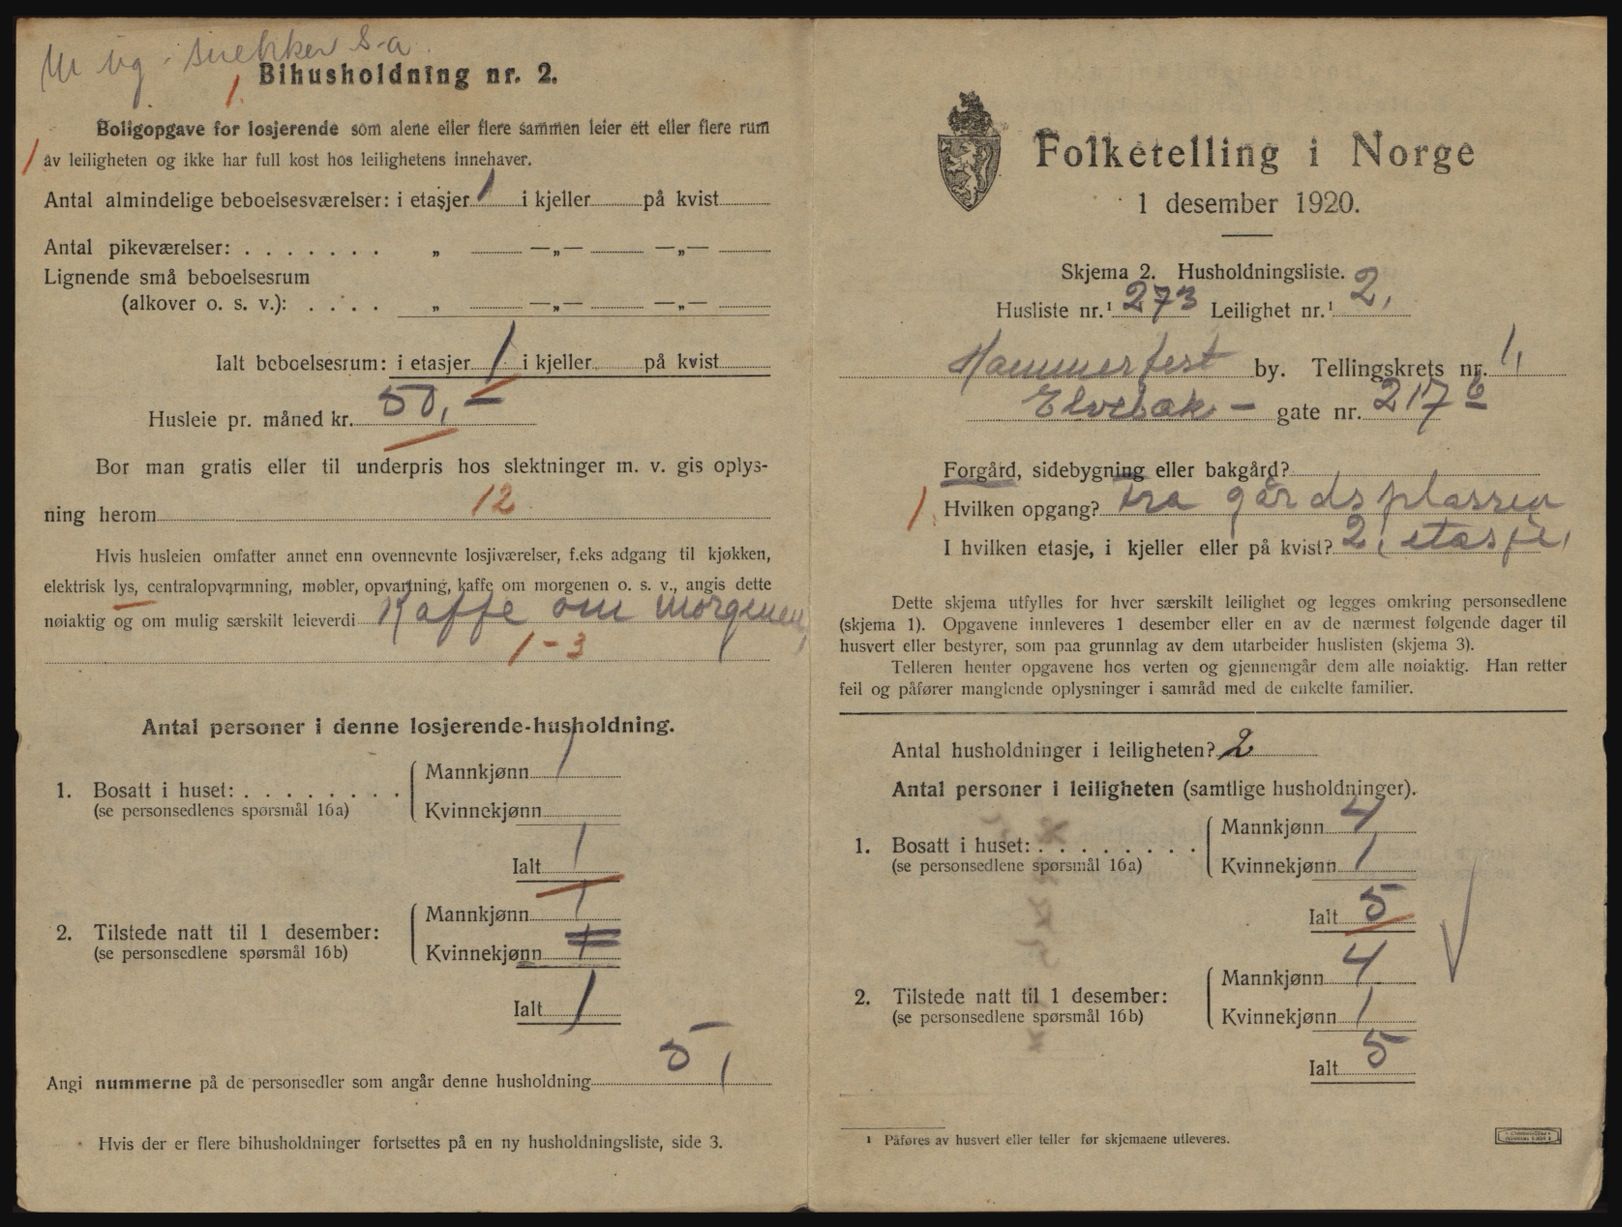 ug. snekker s-a.
1. Bihusholdning nr. 2.
Boligopgave for losjerende som alene eller flere sammen leier ett eller flere rum
1 av leiligheten og ikke har full kost hos leilighetens innehaver.
Antal almindelige beboelsesværelser: i etasjer 1 i kjeller ....... på kvist .......
Antal pikeværelser: . . . . . . . „ ....... —„— ....... —„— .......
Lignende små beboelsesrum
(alkover o. s. v.): . . . . „ ....... —„— ....... —„— .......
Ialt beboelsesrum: i etasjer 1 i kjeller ....... på kvist .......
Husleie pr. måned kr. 50,—
Bor man gratis eller til underpris hos slektninger m. v. gis oplys-
ning herom 12
Hvis husleien omfatter annet enn ovennevnte losjiværelser, f.eks adgang til kjøkken,
elektrisk lys, centralopvarmning, møbler, opvartning, kaffe om morgenen o. s. v., angis dette
nøiaktig og om mulig særskilt leieverdi Kaffe om morgenen,
1-3
Antal personer i denne losjerende-husholdning.
1. Bosatt i huset: . . . . . . . .
(se personsedlenes spørsmål 16a)
Mannkjønn 1
Kvinnekjønn
Ialt 1
2. Tilstede natt til 1 desember:
(se personsedlene spørsmål 16b)
Mannkjønn 1
Kvinnekjønn 1
Ialt 1
Angi nummerne på de personsedler som angår denne husholdning 5,
Hvis der er flere bihusholdninger fortsettes på en ny husholdningsliste, side 3.
Folketelling i Norge
1 desember 1920.
Skjema 2. Husholdningsliste.
Husliste nr.¹ 273 Leilighet nr.¹ 2,
Hammerfest by. Tellingskrets nr. 1,
Elvebak — gate nr. 217 b
Forgård, sidebygning eller bakgård?
1. Hvilken opgang? fra gårdsplassen
I hvilken etasje, i kjeller eller på kvist? 2, etasje,
Dette skjema utfylles for hver særskilt leilighet og legges omkring personsedlene
(skjema 1). Opgavene innleveres 1 desember eller en av de nærmest følgende dager til
husvert eller bestyrer, som paa grunnlag av dem utarbeider huslisten (skjema 3).
Telleren henter opgavene hos verten og gjennemgår dem alle nøiaktig. Han retter
feil og påfører manglende oplysninger i samråd med de enkelte familier.
Antal husholdninger i leiligheten? 2
Antal personer i leiligheten (samtlige husholdninger).
1. Bosatt i huset: . . . . . . . .
(se personsedlene spørsmål 16a)
Mannkjønn 4
Kvinnekjønn 1
Ialt 5
2. Tilstede natt til 1 desember:
(se personsedlene spørsmål 16b)
Mannkjønn 4
Kvinnekjønn 1
Ialt 5
¹ Påføres av husvert eller teller før skjemaene utleveres.